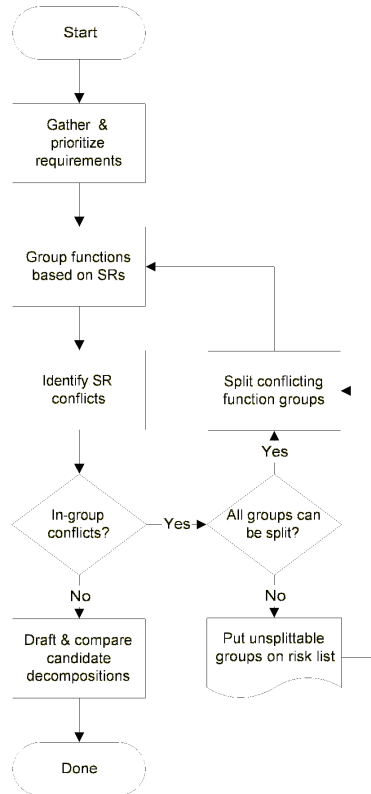 Start
Gather &
prioritize
requirements
Group functions
based on SRs
Identify SR
conflicts
Split conflicting
function groups
Yes
In-group
conflicts?
Yes
All groups can
be split?
No
No
Draft & compare
candidate
decompositions
Put unsplittable
groups on risk list
Done